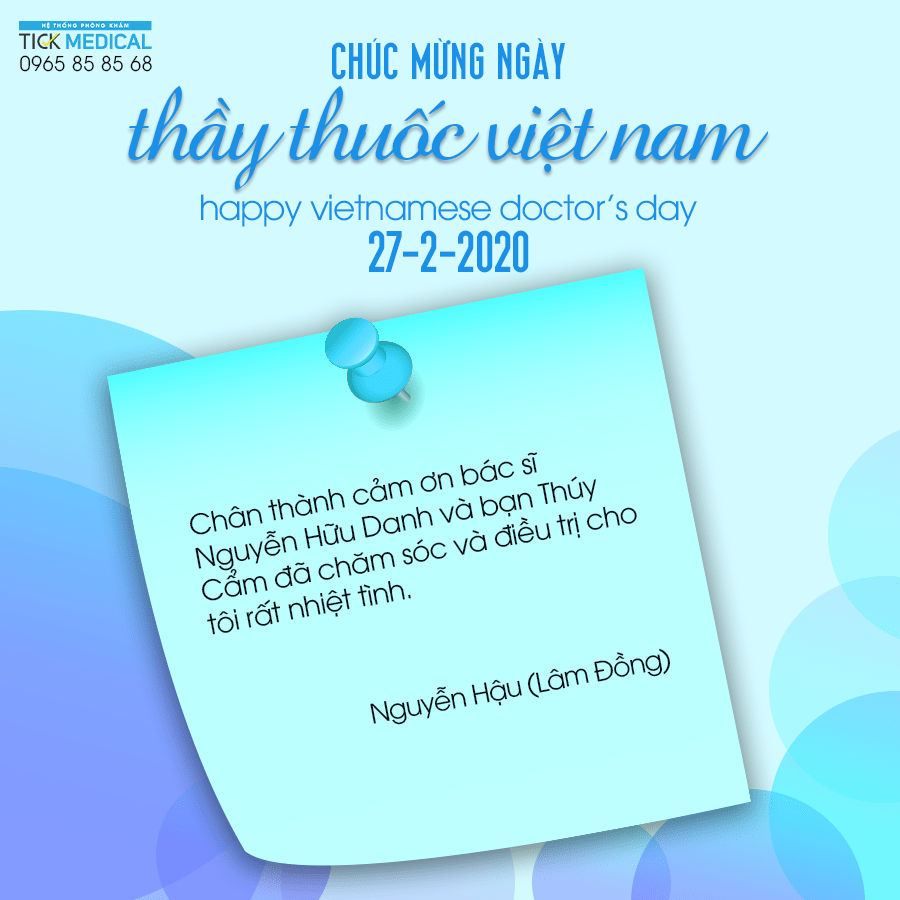 HỆ THỐNG PHÒNG KHÁM
TICK MEDICAL
0965 85 85 68
CHÚC MỪNG NGÀY
thầy thuốc việt nam
happy vietnamese doctor's day
27-2-2020
Chân thành cảm ơn bác sĩ
Nguyễn Hữu Danh và bạn Thúy
Cẩm đã chăm sóc và điều trị cho
tôi rất nhiệt tình.
Nguyễn Hậu (Lâm Đồng)